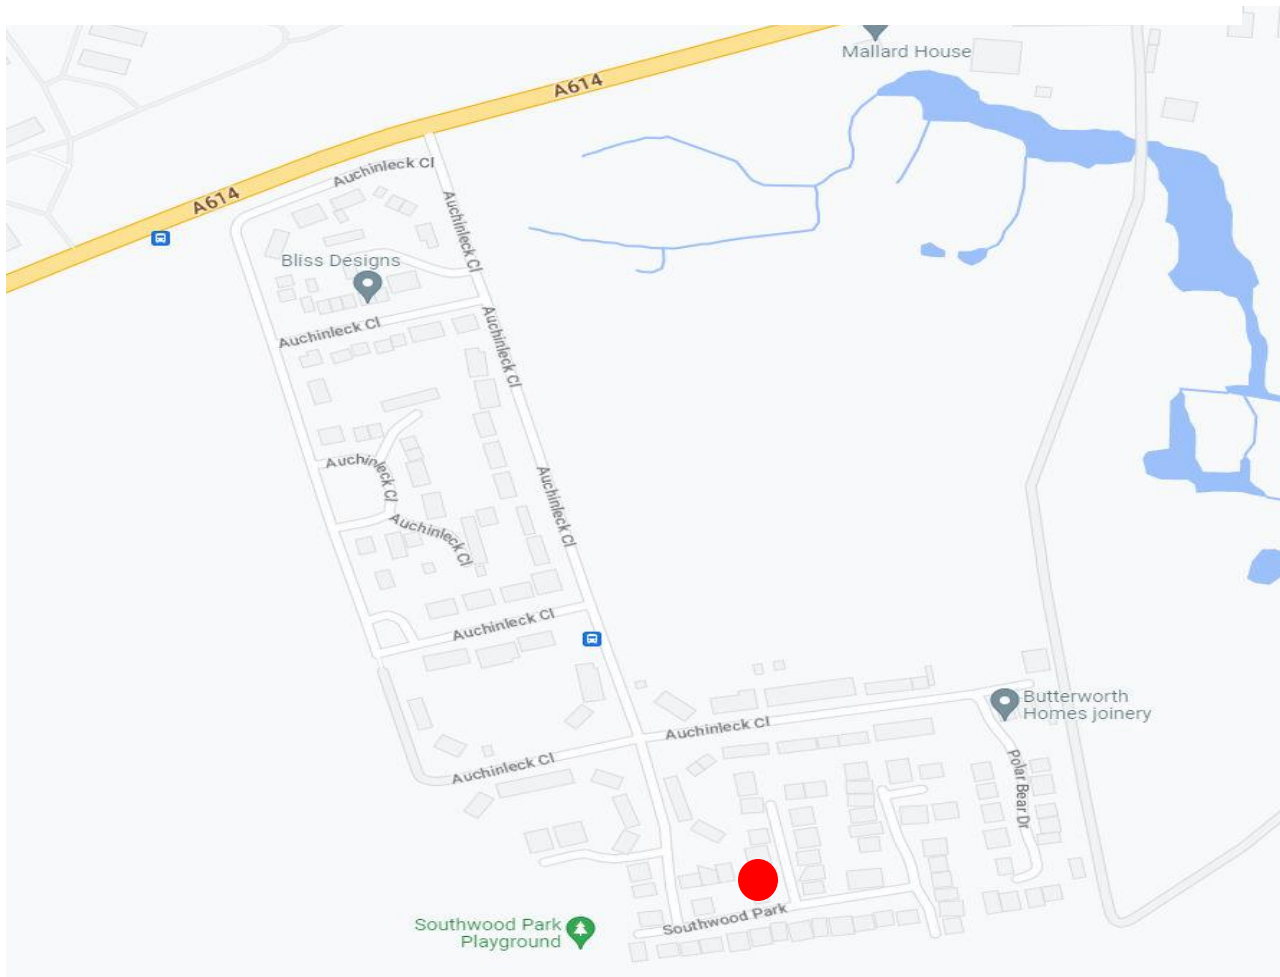 Mallard House
A614
A614
Auchinleck Cl
Auchinleck Cl
Bliss Designs
Auchinleck Cl
Auchinleck Cl
Auchinleck Cl
Auchinleck Cl
Auchinleck Cl
Auchinleck Cl
Butterworth
Homes joinery
Auchinleck Cl
Auchinleck Cl
Polar Bear Dr
Southwood Park
Southwood Park
Playground